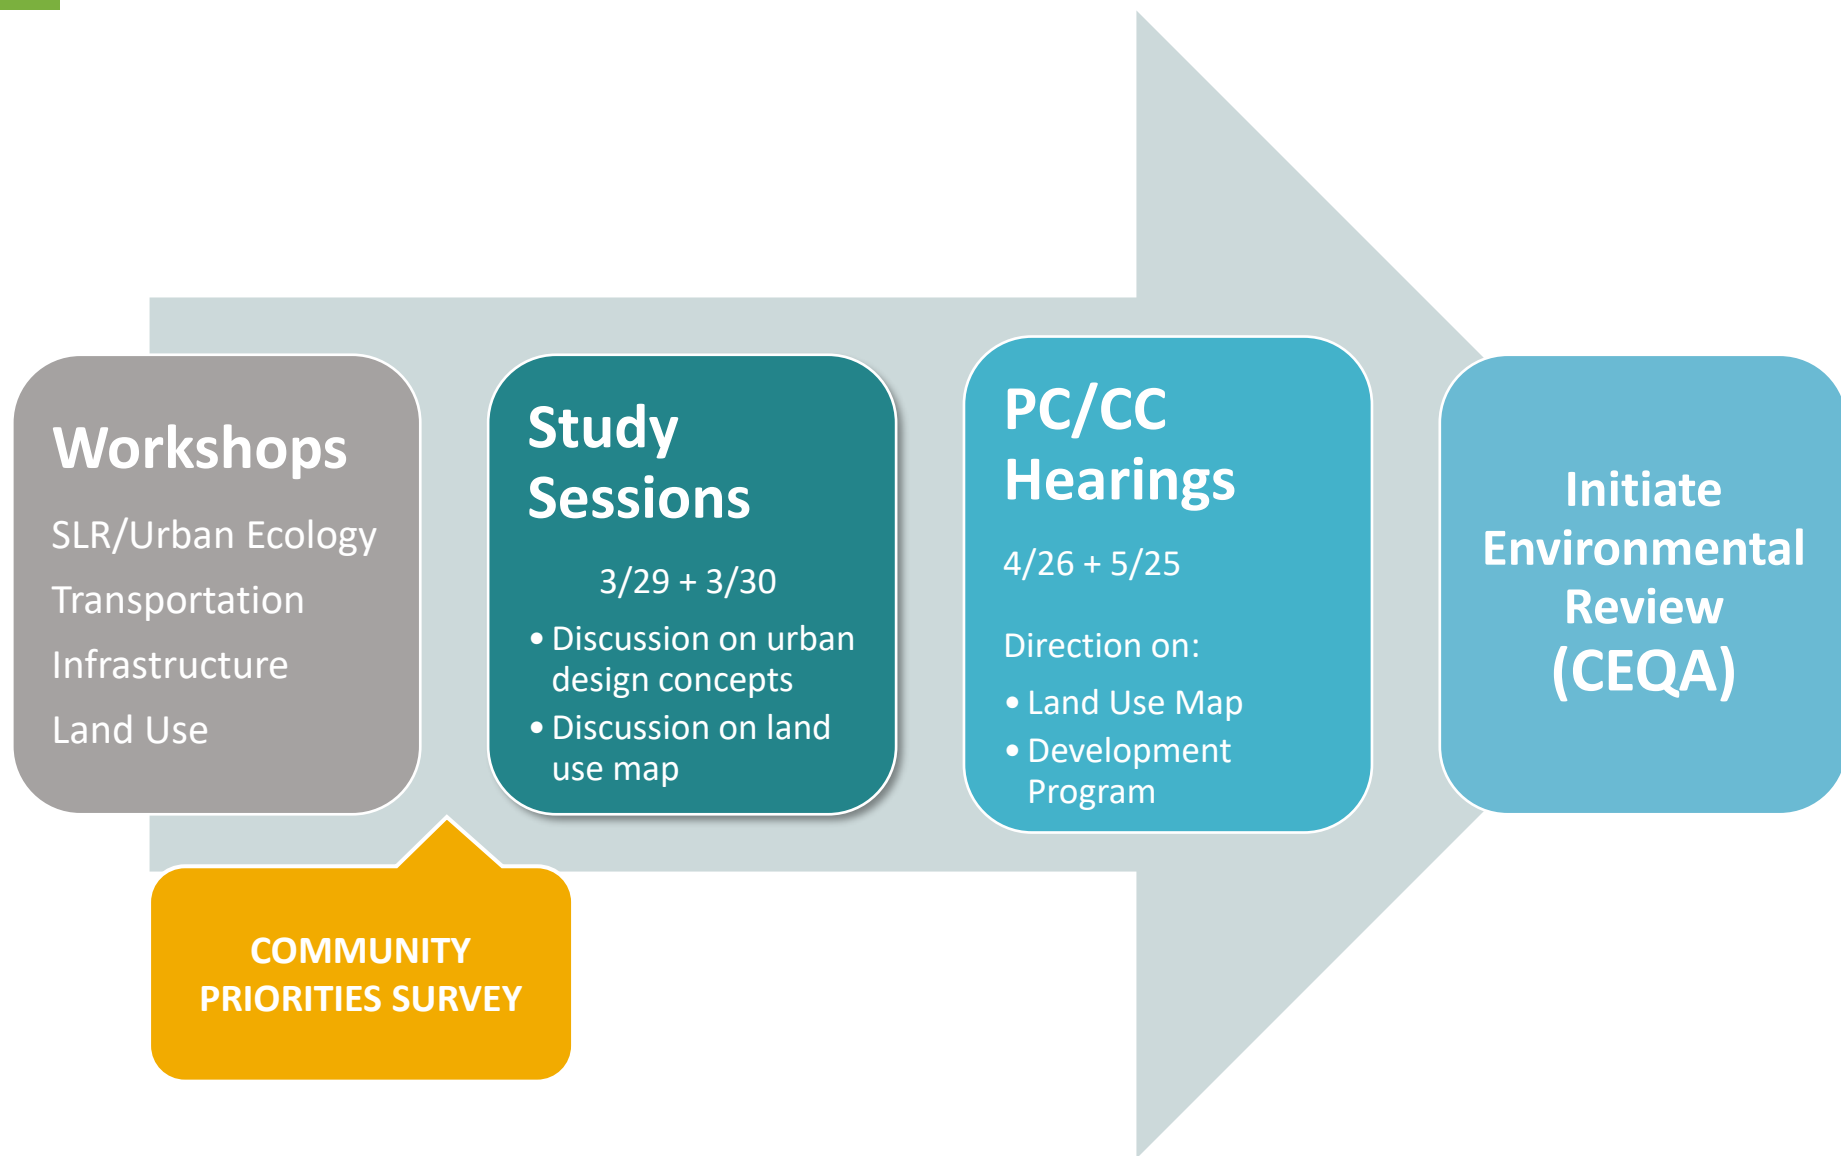 Workshops
SLR/Urban Ecology
Transportation
Infrastructure
Land Use
COMMUNITY
PRIORITIES SURVEY
Study
Sessions
3/29 + 3/30
• Discussion on urban
design concepts
• Discussion on land
use map
PC/CC
Hearings
4/26 + 5/25
Direction on:
• Land Use Map
• Development
Program
Initiate
Environmental
Review
(CEQA)